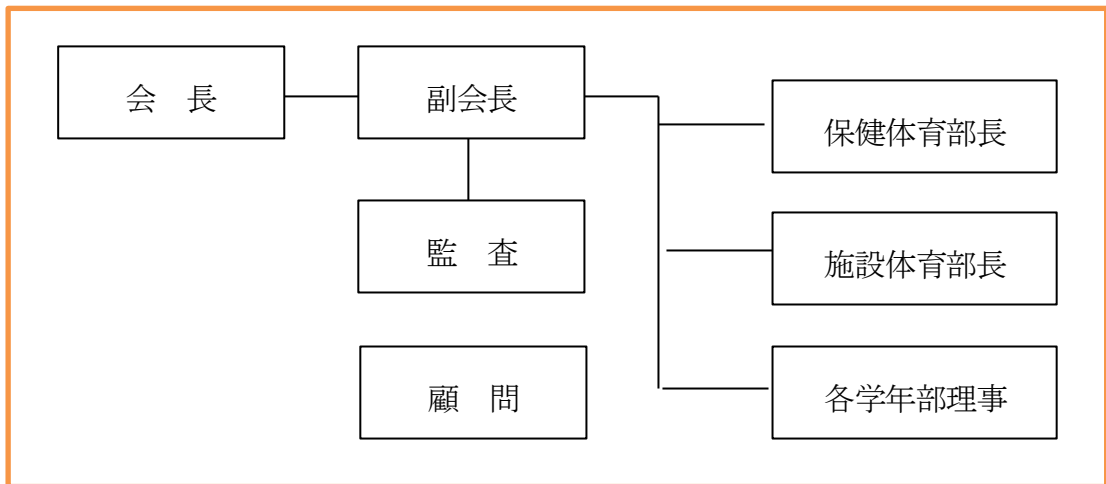 会　長
副会長
保健体育部長
監　査
施設体育部長
顧　問
各学年部理事